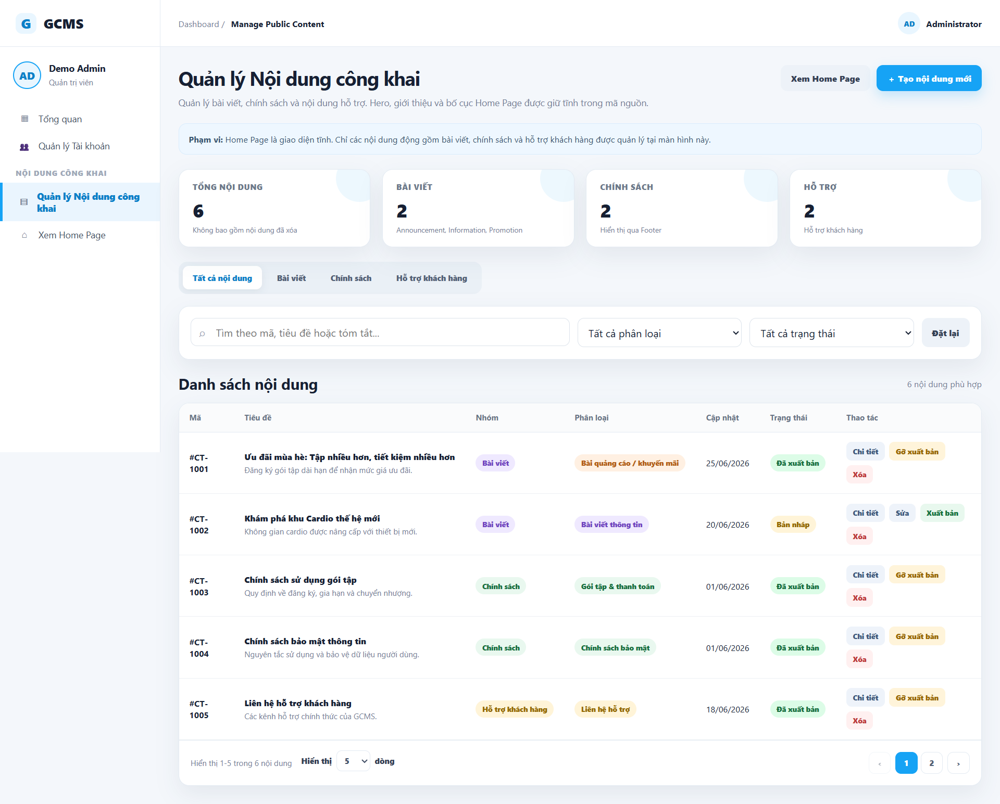 G GCMS
Dashboard / Manage Public Content
AD Administrator
AD
Demo Admin
Quản trị viên
Tổng quan
Quản lý Tài khoản
NỘI DUNG CÔNG KHAI
Quản lý Nội dung công
khai
Xem Home Page
Quản lý Nội dung công khai
Xem Home Page
+ Tạo nội dung mới
Quản lý bài viết, chính sách và nội dung hỗ trợ. Hero, giới thiệu và bố cục Home Page được giữ tĩnh trong mã nguồn.
Phạm vi: Home Page là giao diện tĩnh. Chỉ các nội dung động gồm bài viết, chính sách và hỗ trợ khách hàng được quản lý tại màn hình này.
TỔNG NỘI DUNG
6
Không bao gồm nội dung đã xóa
BÀI VIẾT
2
Announcement, Information, Promotion
CHÍNH SÁCH
2
Hiển thị qua Footer
HỖ TRỢ
2
Hỗ trợ khách hàng
Tất cả nội dung Bài viết Chính sách Hỗ trợ khách hàng
Tìm theo mã, tiêu đề hoặc tóm tắt...
Tất cả phân loại
Tất cả trạng thái
Đặt lại
Danh sách nội dung
6 nội dung phù hợp
Mã Tiêu đề Nhóm Phân loại Cập nhật Trạng thái Thao tác
#CT-
1001
Ưu đãi mùa hè: Tập nhiều hơn, tiết kiệm nhiều hơn
Đăng ký gói tập dài hạn để nhận mức giá ưu đãi.
Bài viết
Bài quảng cáo / khuyến mãi
25/06/2026
Đã xuất bản
Chi tiết Gỡ xuất bản
Xóa
#CT-
1002
Khám phá khu Cardio thế hệ mới
Không gian cardio được nâng cấp với thiết bị mới.
Bài viết
Bài viết thông tin
20/06/2026
Bản nháp
Chi tiết Sửa Xuất bản
Xóa
#CT-
1003
Chính sách sử dụng gói tập
Quy định về đăng ký, gia hạn và chuyển nhượng.
Chính sách
Gói tập & thanh toán
01/06/2026
Đã xuất bản
Chi tiết Gỡ xuất bản
Xóa
#CT-
1004
Chính sách bảo mật thông tin
Nguyên tắc sử dụng và bảo vệ dữ liệu người dùng.
Chính sách
Chính sách bảo mật
01/06/2026
Đã xuất bản
Chi tiết Gỡ xuất bản
Xóa
#CT-
1005
Liên hệ hỗ trợ khách hàng
Các kênh hỗ trợ chính thức của GCMS.
Hỗ trợ khách hàng
Liên hệ hỗ trợ
18/06/2026
Đã xuất bản
Chi tiết Gỡ xuất bản
Xóa
Hiển thị 1-5 trong 6 nội dung Hiển thị 5 dòng
‹ 1 2 ›